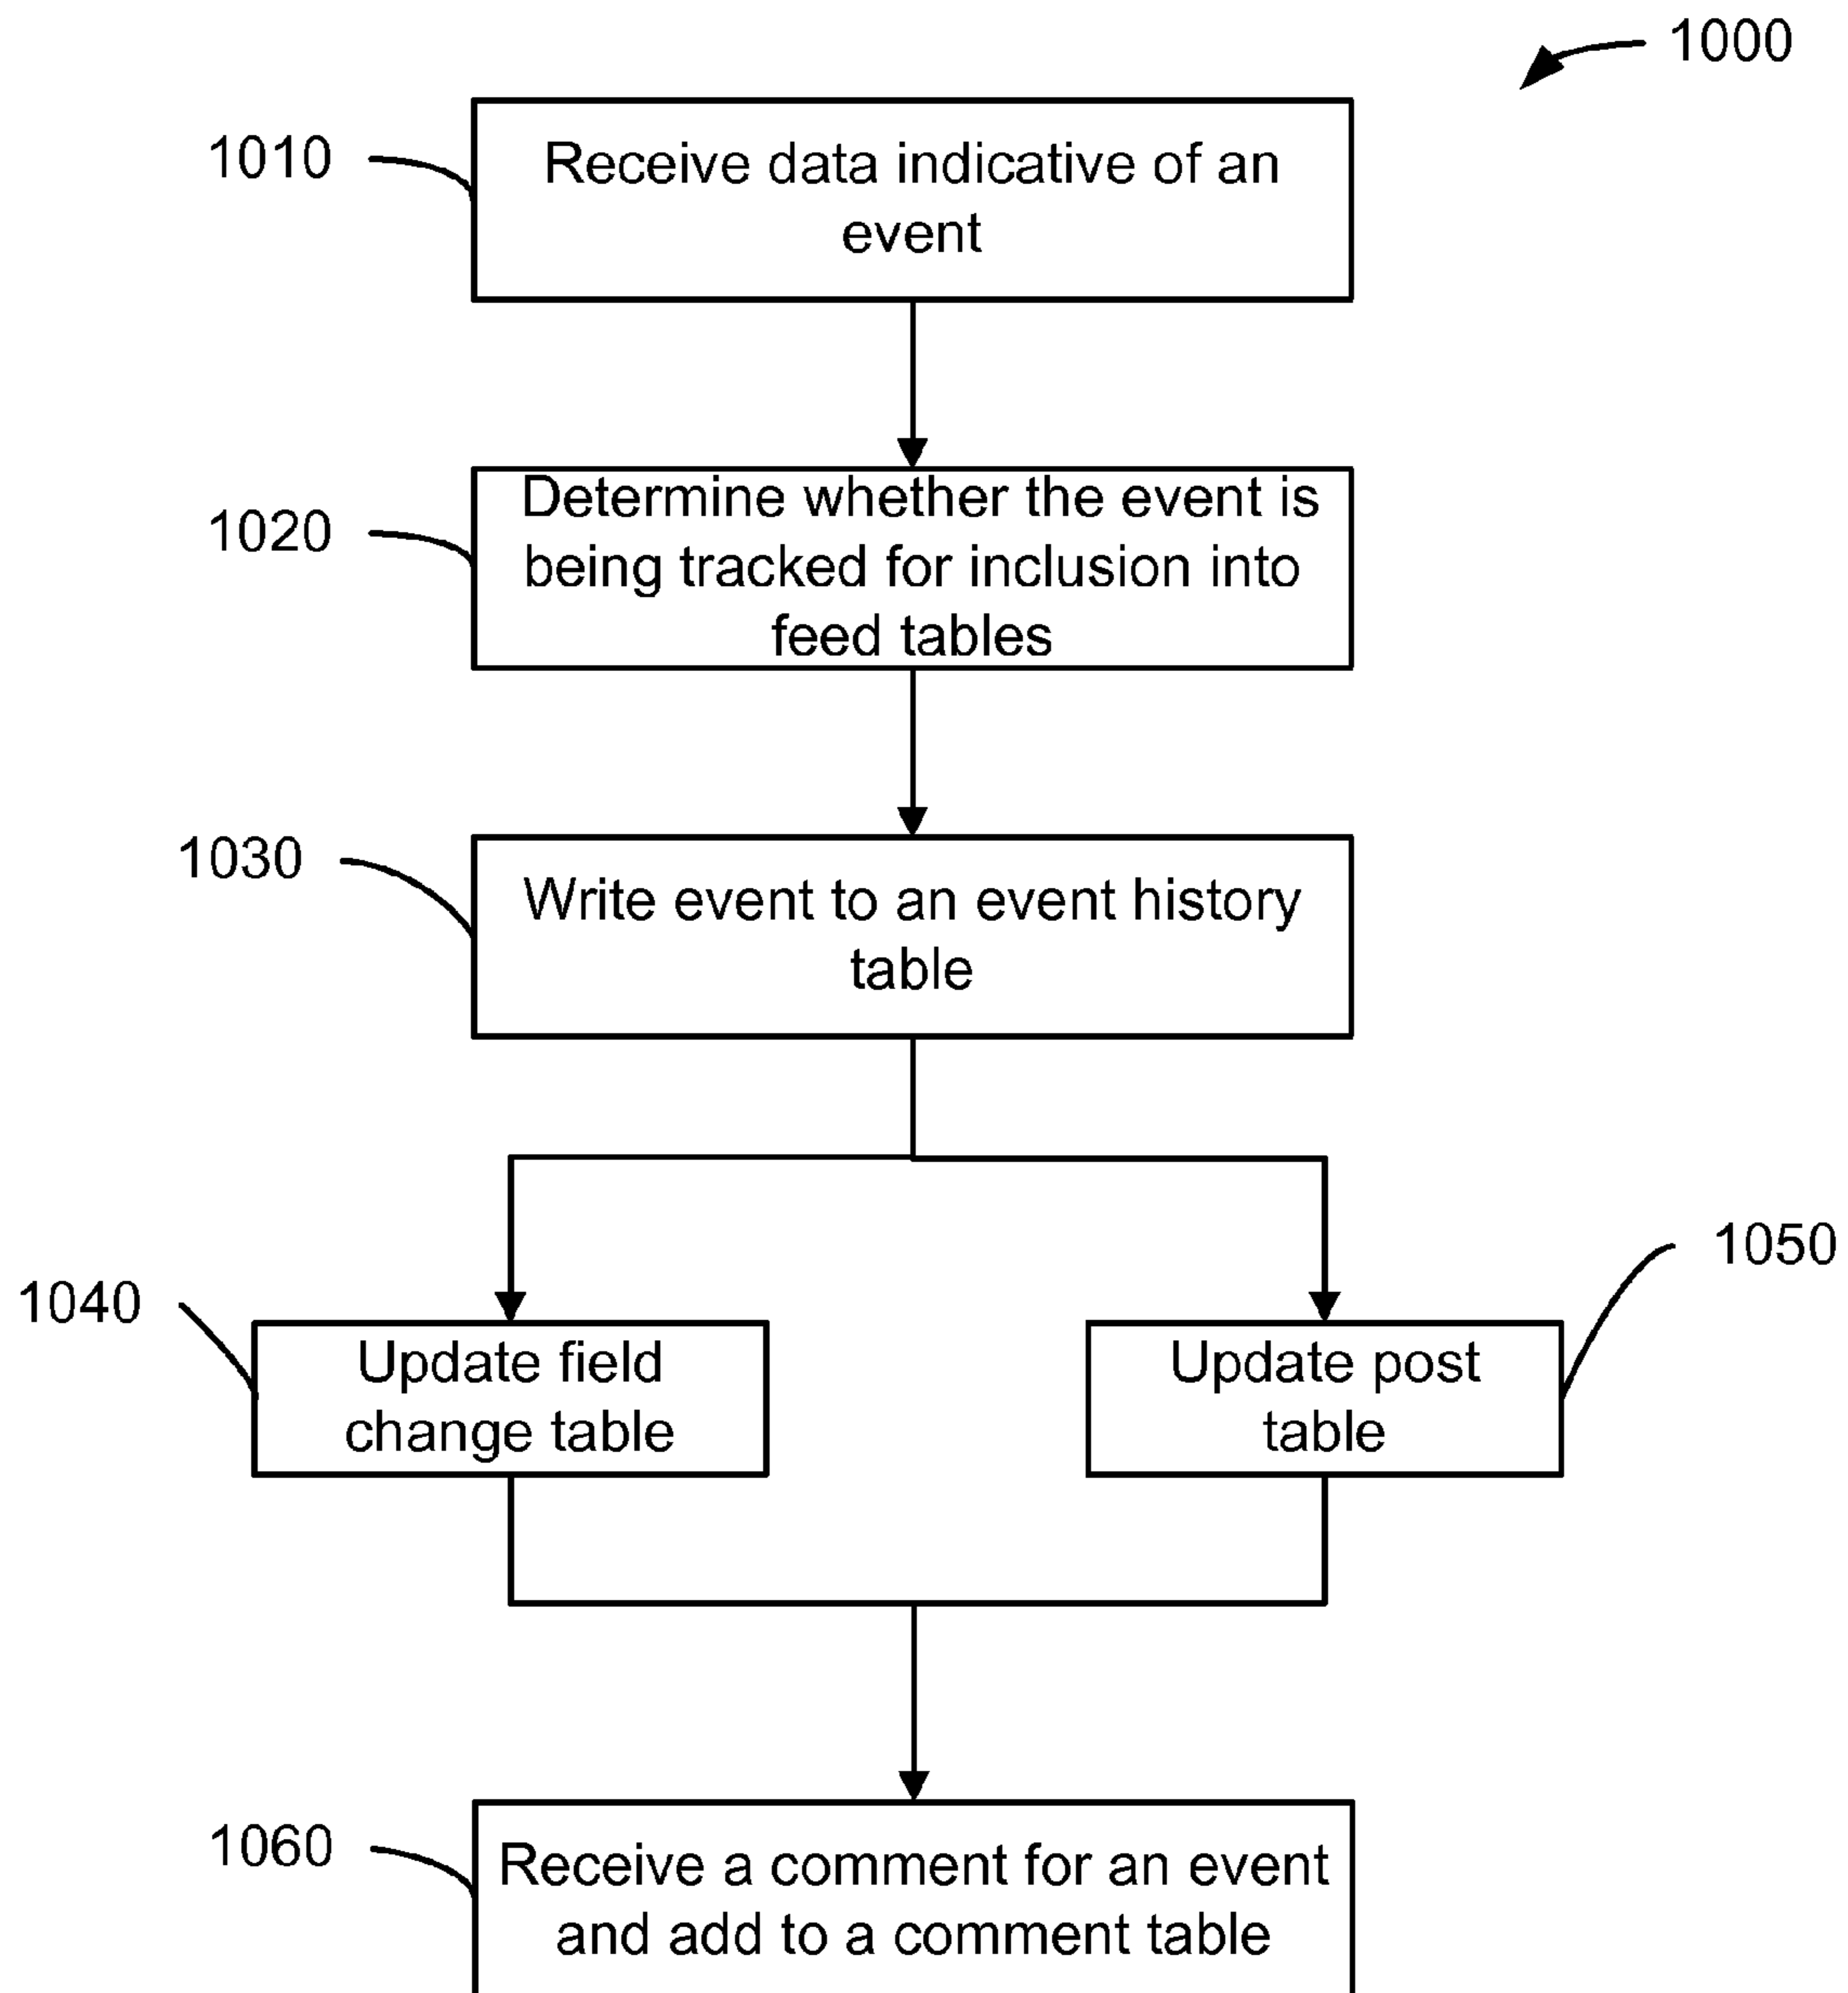 1000
1010
Receive data indicative of an
event
1020
Determine whether the event is
being tracked for inclusion into
feed tables
1030
Write event to an event history
table
1040
Update field
change table
1050
Update post
table
1060
Receive a comment for an event
and add to a comment table